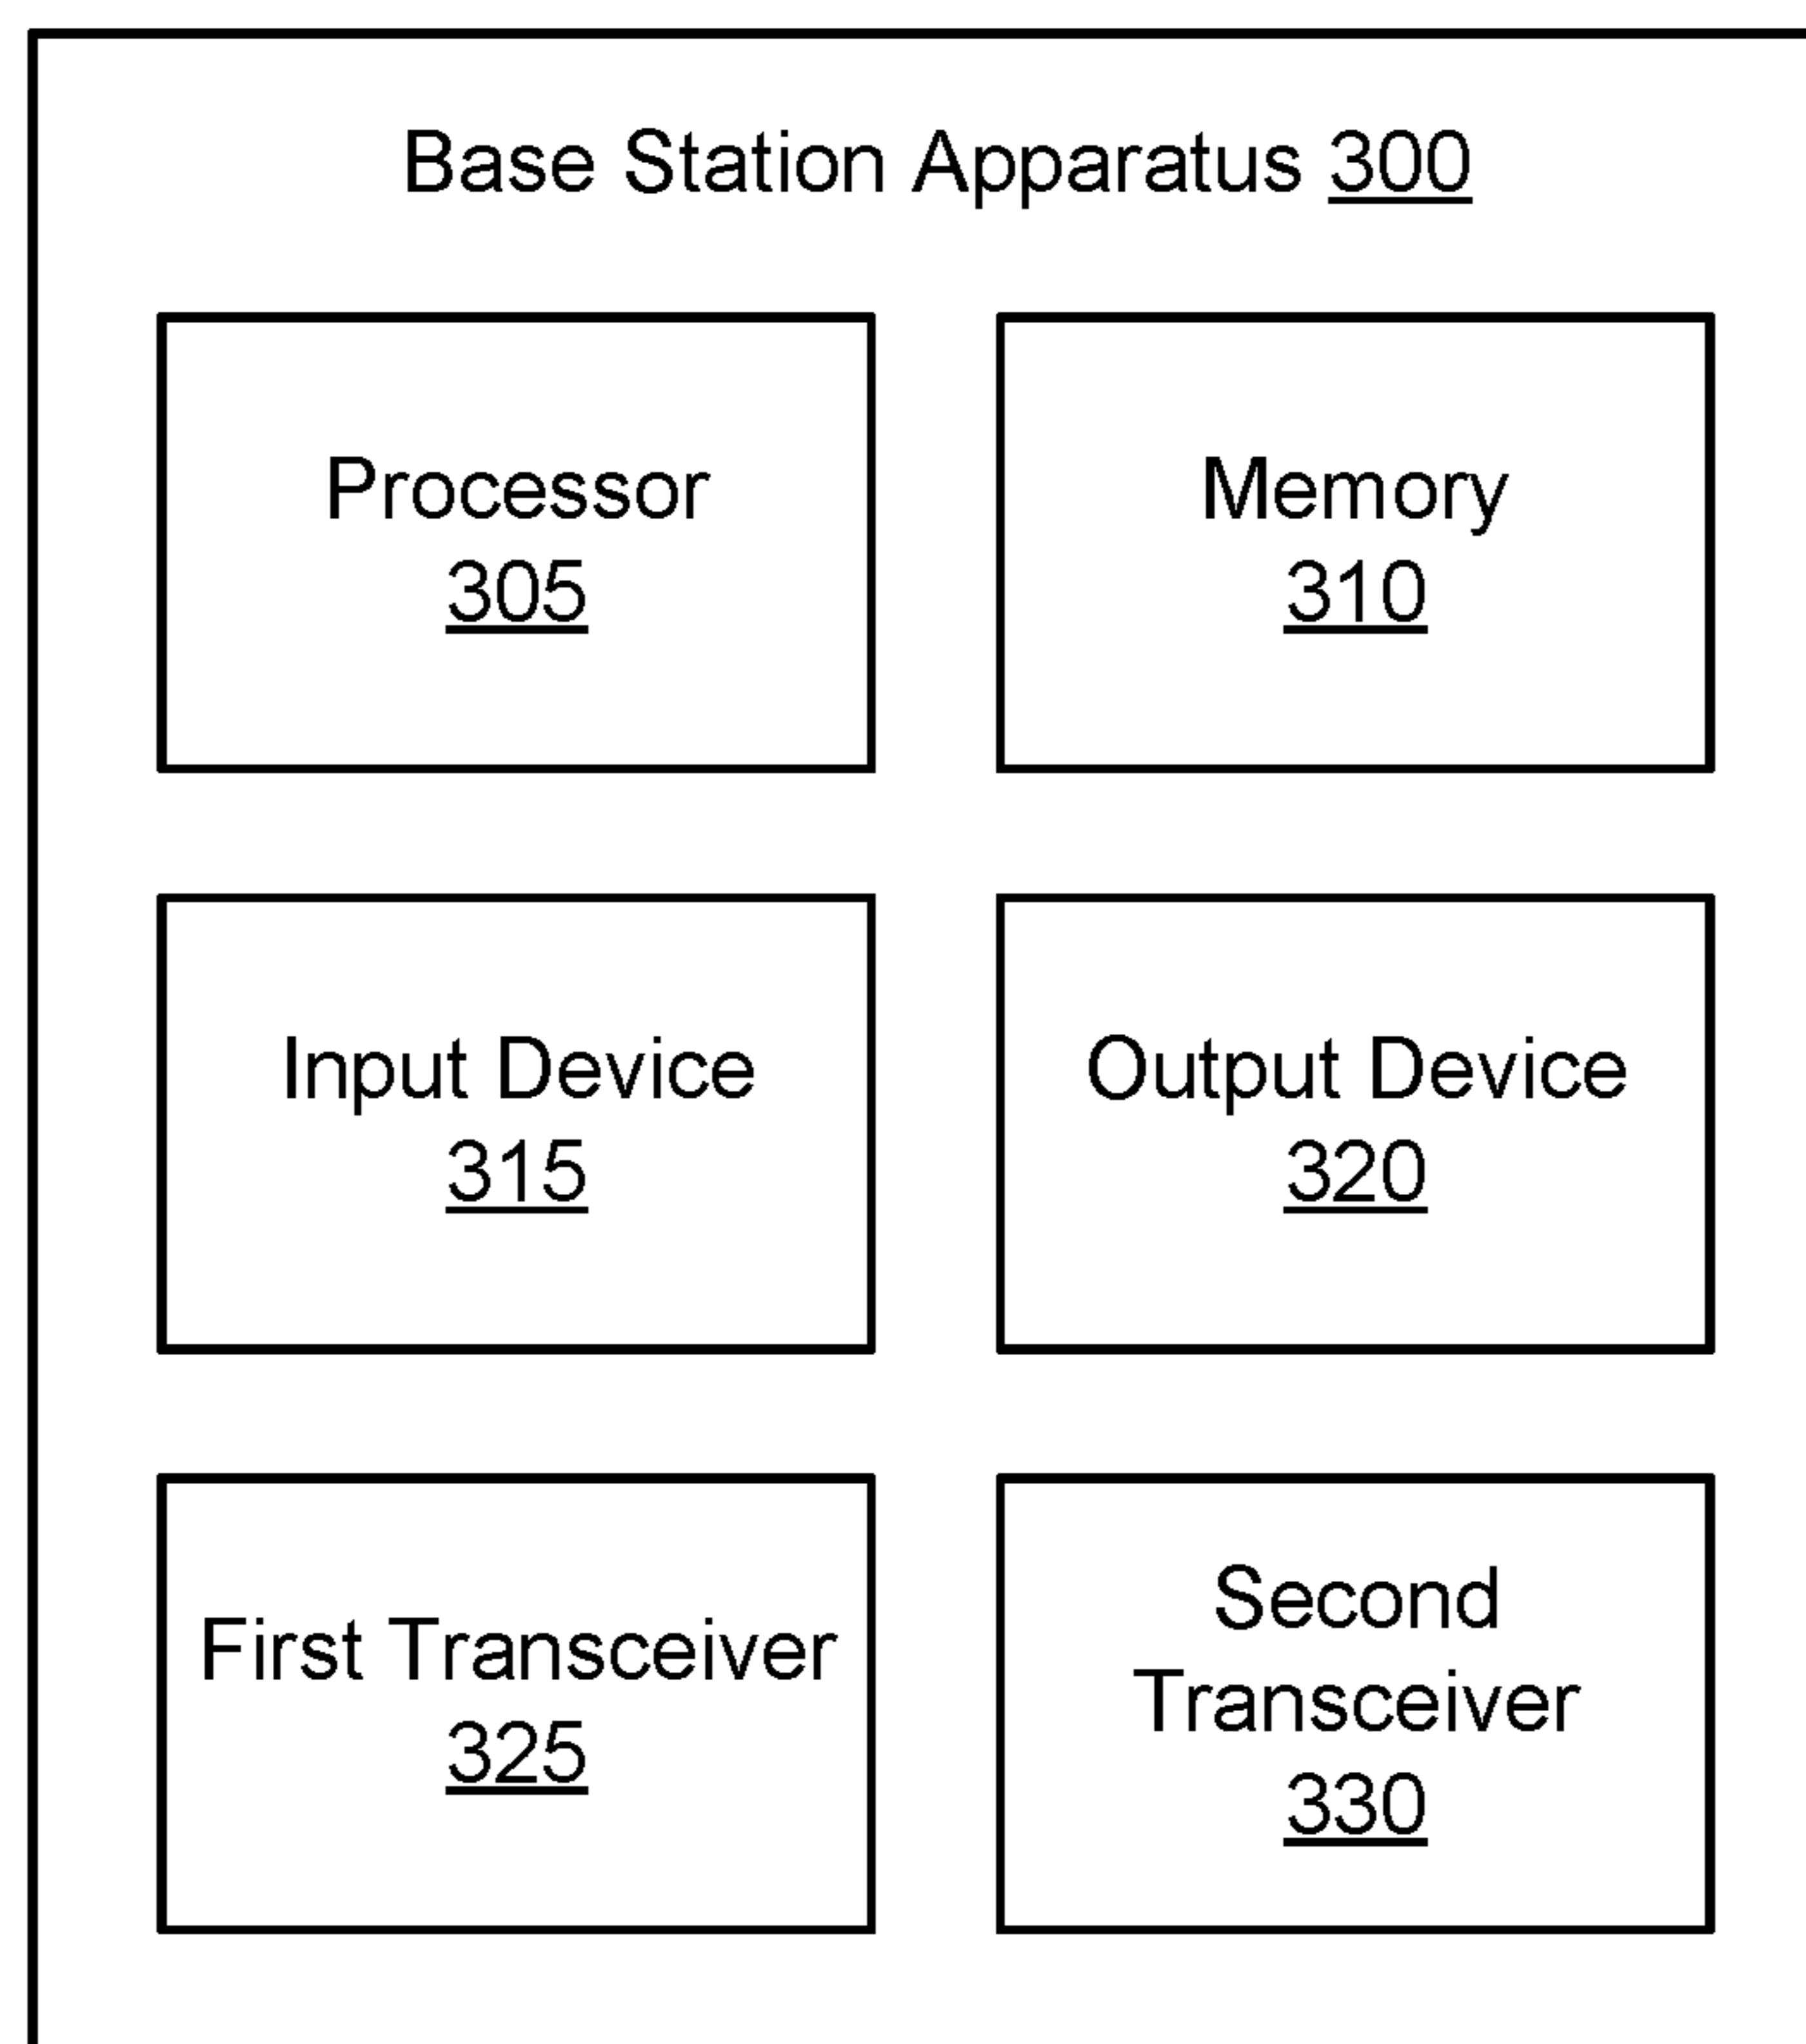 Base Station Apparatus 300
Processor
305
Memory
310
Input Device
315
Output Device
320
First Transceiver
325
Second
Transceiver
330